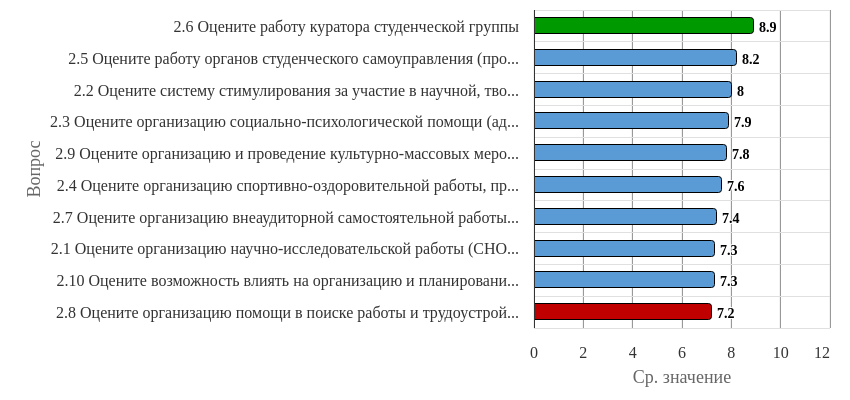 2.6 Оцените работу куратора студенческой группы 8.9
2.5 Оцените работу органов студенческого самоуправления (про... 8.2
2.2 Оцените систему стимулирования за участие в научной, тво... 8
2.3 Оцените организацию социально-психологической помощи (ад... 7.9
2.9 Оцените организацию и проведение культурно-массовых меро... 7.8
2.4 Оцените организацию спортивно-оздоровительной работы, пр... 7.6
2.7 Оцените организацию внеаудиторной самостоятельной работы... 7.4
2.1 Оцените организацию научно-исследовательской работы (СНО... 7.3
2.10 Оцените возможность влиять на организацию и планировани... 7.3
2.8 Оцените организацию помощи в поиске работы и трудоустрой... 7.2
Вопрос
0 2 4 6 8 10 12
Ср. значение